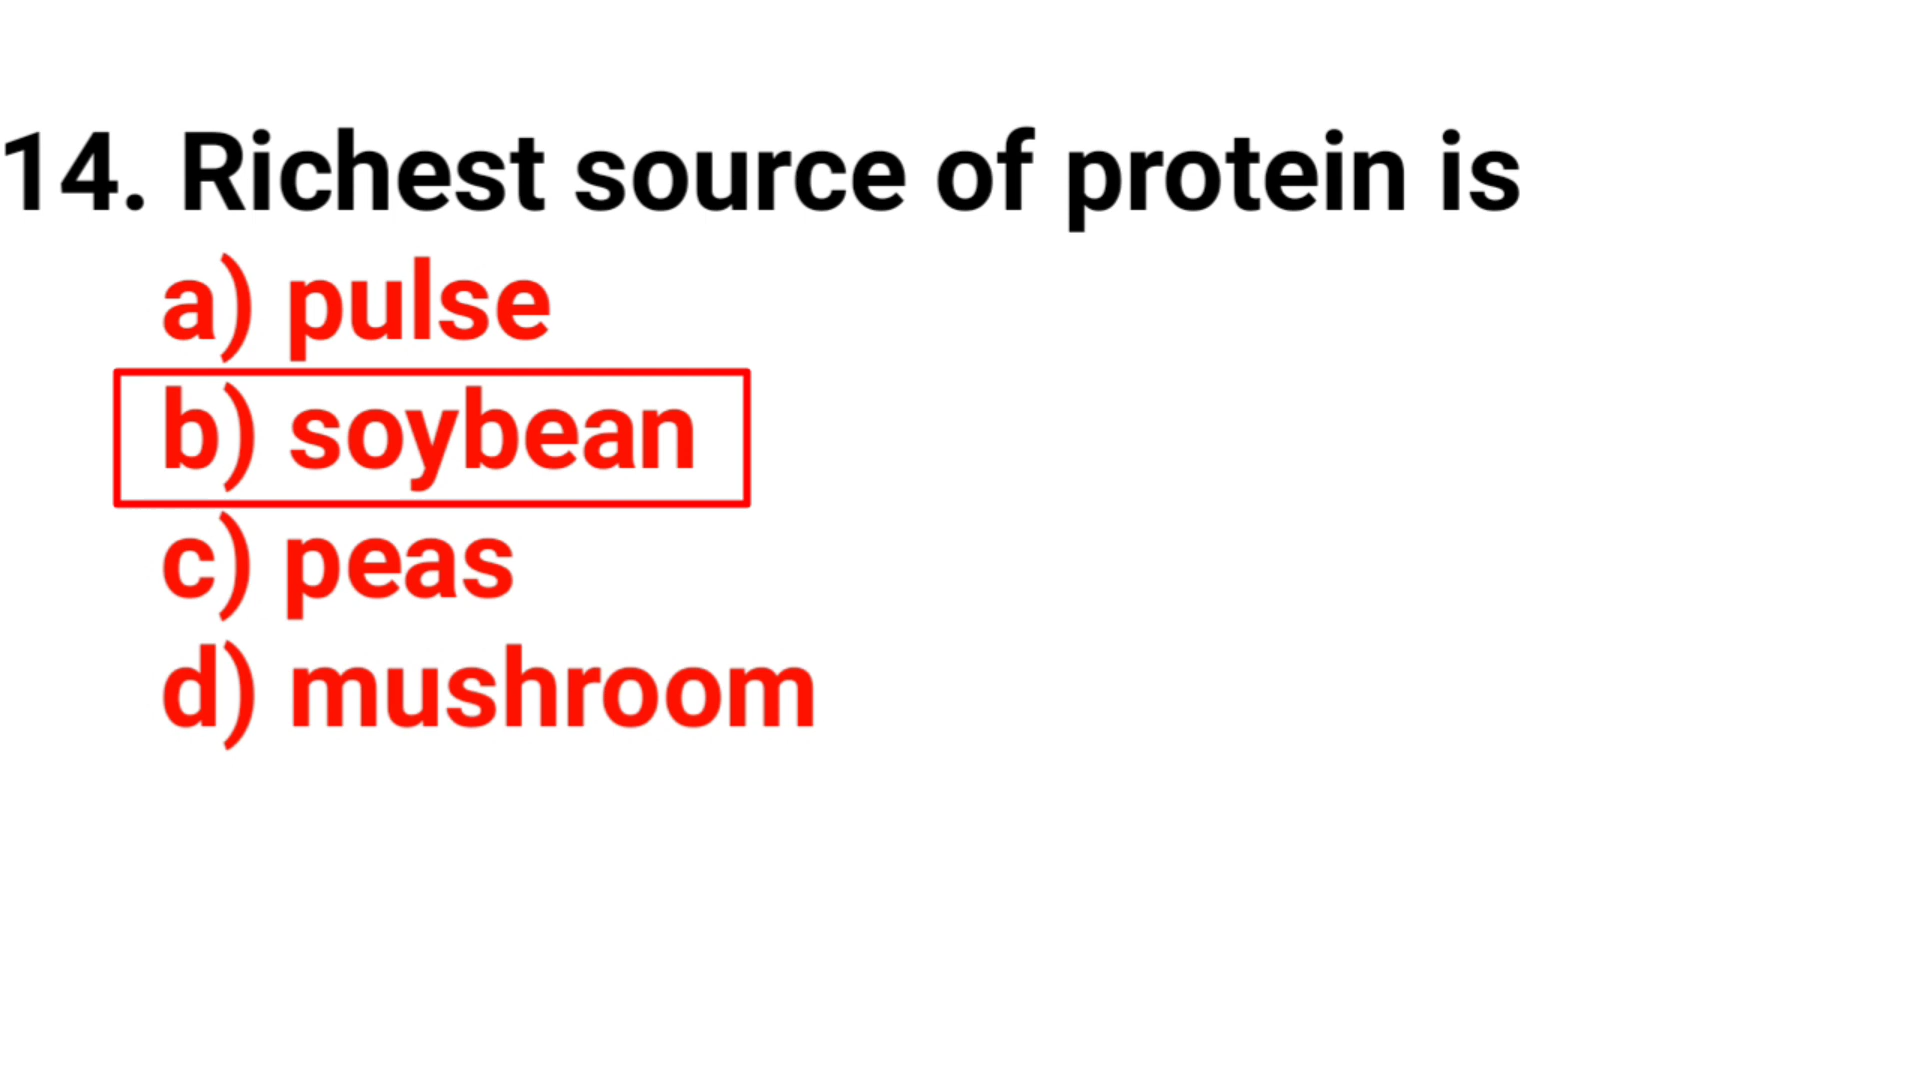 14. Richest source of protein is
a) pulse
b) soybean
c) peas
d) mushroom